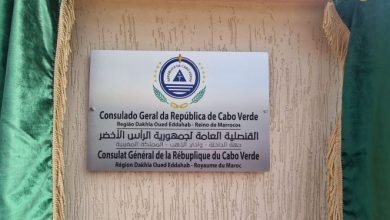 Consulado Geral da República de Cabo Verde
Região Dakhla Oued Eddahab - Reino de Marrocos
القنصلية العامة لجمهورية الرأس الأخضر
جهة الداخلة - وادي الذهب - المملكة المغربية
Consulat Général de la Rébuplique du Cabo Verde
Région Dakhla Oued Eddahab - Royaume du Maroc